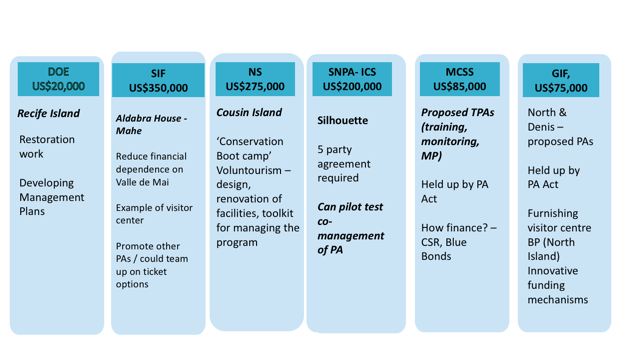 DOE
US$20,000
Recife Island
Restoration
work
Developing
Management
Plans
SIF
US$350,000
Aldabra House -
Mahe
Reduce financial
dependence on
Valle de Mai
Example of visitor
center
Promote other
PAs / could team
up on ticket
options
NS
US$275,000
Cousin Island
‘Conservation
Boot camp’
Voluntourism –
design,
renovation of
facilities, toolkit
for managing the
program
SNPA- ICS
US$200,000
Silhouette
5 party
agreement
required
Can pilot test
co-
management
of PA
MCSS
US$85,000
Proposed TPAs
(training,
monitoring,
MP)
Held up by PA
Act
How finance? –
CSR, Blue
Bonds
GIF,
US$75,000
North &
Denis –
proposed PAs
Held up by
PA Act
Furnishing
visitor centre
BP (North
Island)
Innovative
funding
mechanisms